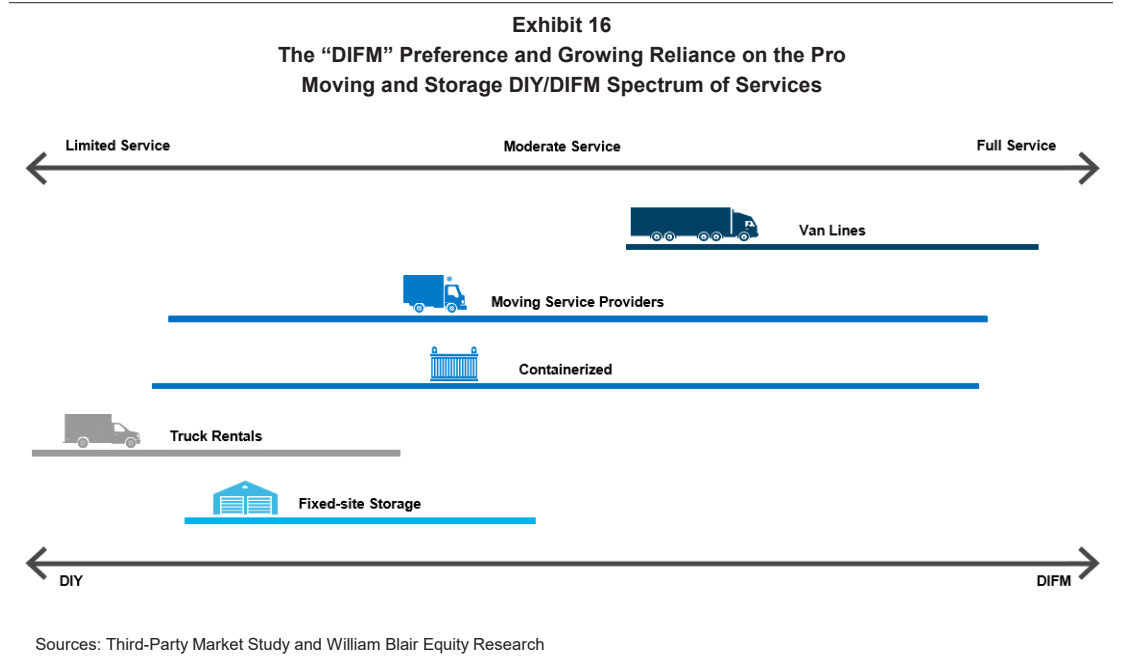 Exhibit 16
The “DIFM” Preference and Growing Reliance on the Pro
Moving and Storage DIY/DIFM Spectrum of Services
Limited Service
Moderate Service
Full Service
Van Lines
Moving Service Providers
Containerized
Truck Rentals
Fixed-site Storage
DIY
DIFM
Sources: Third-Party Market Study and William Blair Equity Research